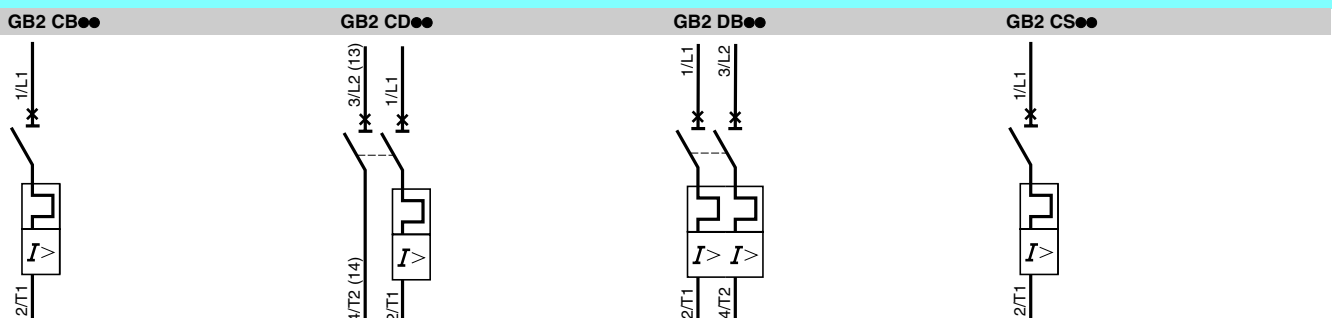 GB2 CB●● GB2 CD●● GB2 DB●● GB2 CS●●
1/L1 3/L2 (13) 1/L1 1/L1 3/L2 1/L1
I> I> I> I> I>
2/T1 4/T2 (14) 2/T1 2/T1 4/T2 2/T1